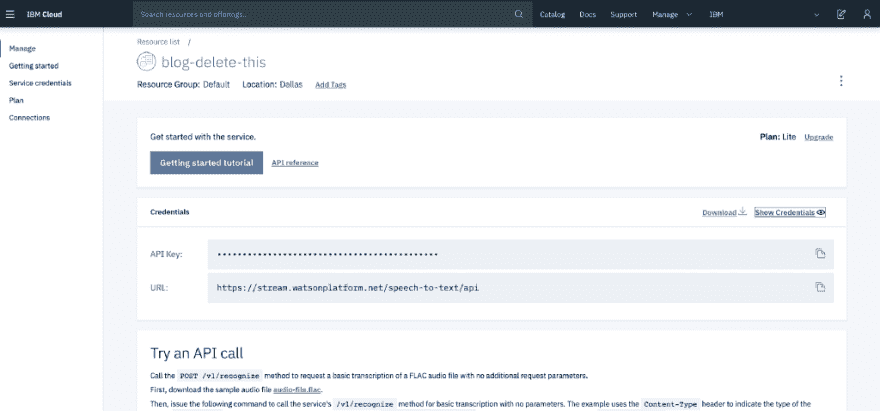 IBM Cloud
Search resources and offerings...
Catalog
Docs
Support
Manage
IBM
Manage
Getting started
Service credentials
Plan
Connections
Resource list /
blog-delete-this
Resource Group: Default Location: Dallas Add Tags
Get started with the service.
Plan: Lite Upgrade
Getting started tutorial API reference
Credentials
Download Show Credentials
API Key: ••••••••••••••••••••••••••••••••••••••••••••
URL: https://stream.watsonplatform.net/speech-to-text/api
Try an API call
Call the POST /v1/recognize method to request a basic transcription of a FLAC audio file with no additional request parameters.
First, download the sample audio file audio-file.flac.
Then, issue the following command to call the service's /v1/recognize method for basic transcription with no parameters. The example uses the Content-Type header to indicate the type of the